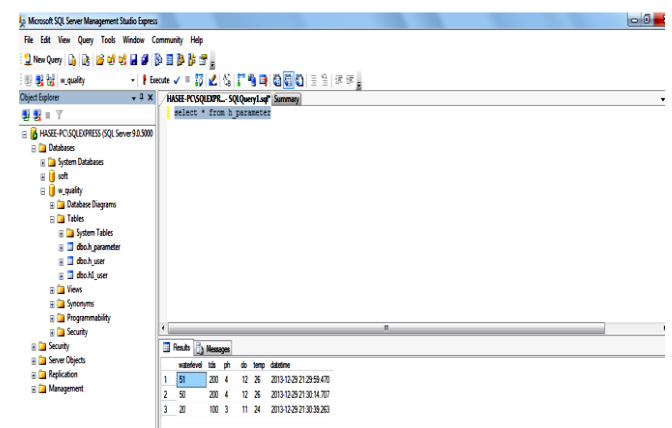 Microsoft SQL Server Management Studio Express
File Edit View Query Tools Window Community Help
New Query
w_quality Execute
Object Explorer
HASEE-PC\SQLEXPR...- SQLQuery1.sql* Summary
select * from h_parameter
HASEE-PC\SQLEXPRESS (SQL Server 9.0.5000
Databases
System Databases
soft
w_quality
Database Diagrams
Tables
System Tables
dbo.h_parameter
dbo.h_user
dbo.h1_user
Views
Synonyms
Programmability
Security
Security
Server Objects
Replication
Management
Results Messages
waterlevel tds ph do temp datetime
1 51 200 4 12 26 2013-12-29 21:29:59.470
2 50 200 4 12 26 2013-12-29 21:30:14.707
3 20 100 3 11 24 2013-12-29 21:30:39.263